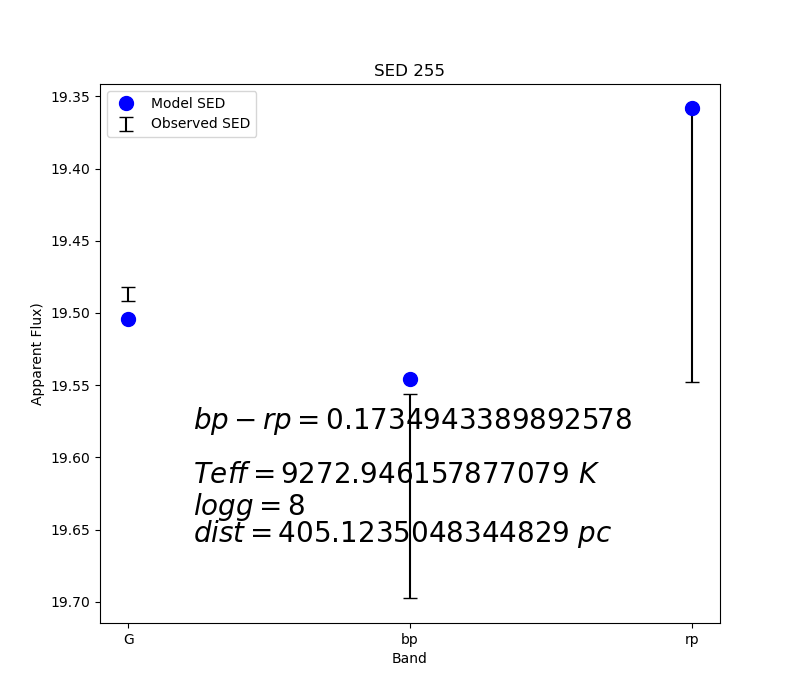 SED 255
Model SED
Observed SED
19.35
19.40
19.45
19.50
19.55
19.60
19.65
19.70
Apparent Flux)
bp − rp = 0.1734943389892578
Teff = 9272.946157877079 K
logg = 8
dist = 405.1235048344829 pc
G bp rp
Band